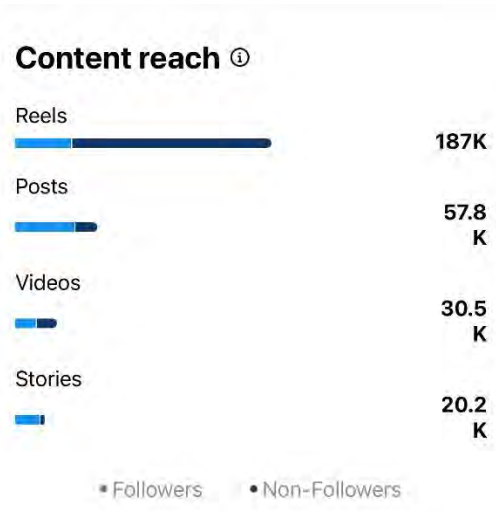 Content reach
Reels
187K
Posts
57.8
K
Videos
30.5
K
Stories
20.2
K
Followers Non-Followers